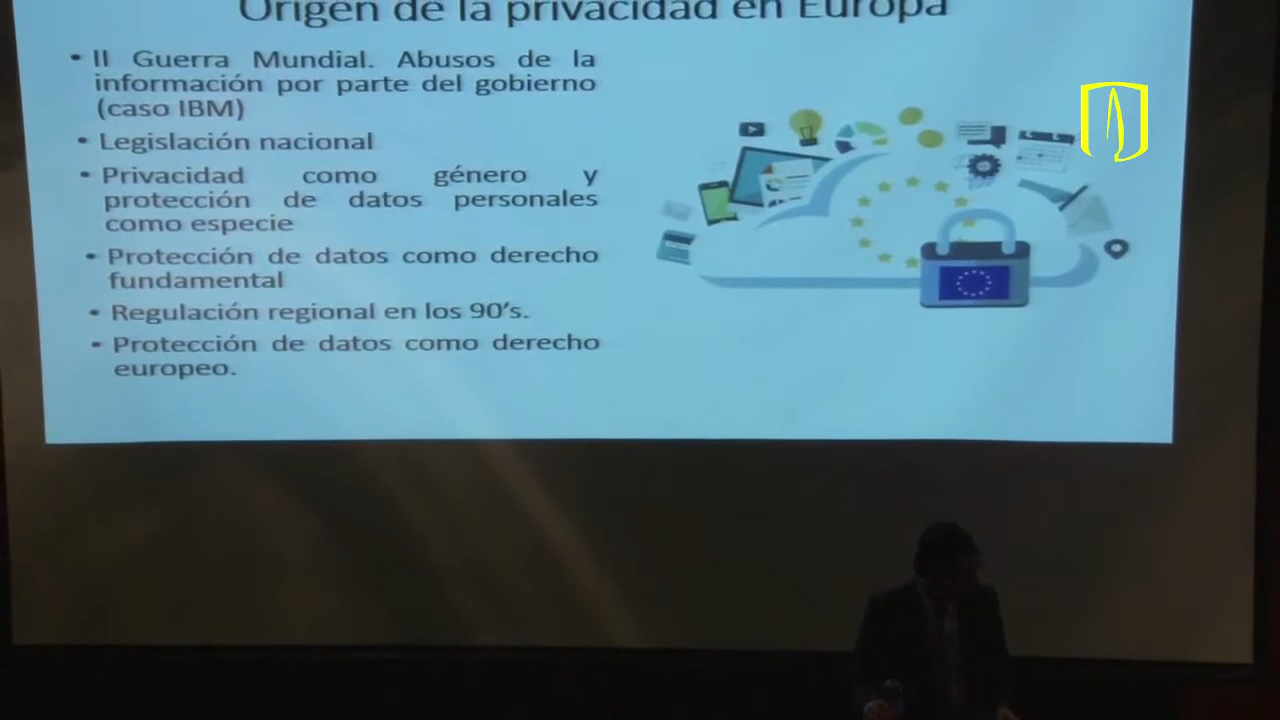 Origen de la privacidad en Europa
• II Guerra Mundial. Abusos de la
información por parte del gobierno
(caso IBM)
• Legislación nacional
• Privacidad como género y
protección de datos personales
como especie
• Protección de datos como derecho
fundamental
• Regulación regional en los 90's.
• Protección de datos como derecho
europeo.